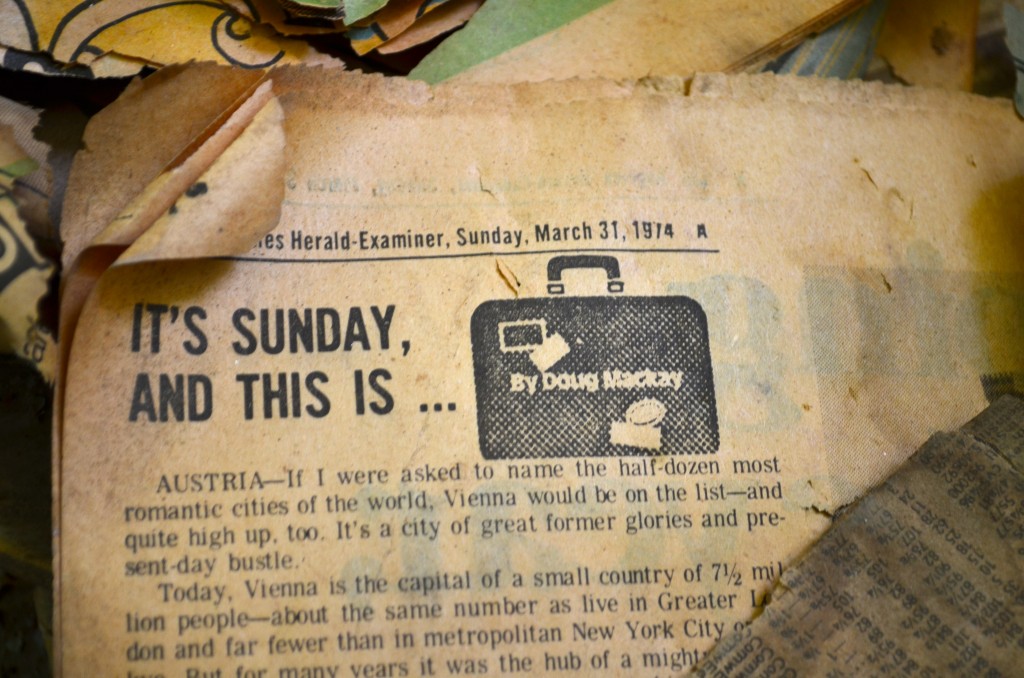 Herald-Examiner, Sunday, March 31, 1974 A
IT'S SUNDAY,
AND THIS IS ...
By Doug Mackay
AUSTRIA—If I were asked to name the half-dozen most
romantic cities of the world, Vienna would be on the list—and
quite high up, too. It's a city of great former glories and pre-
sent-day bustle.
Today, Vienna is the capital of a small country of 7½ mil
lion people—about the same number as live in Greater L
don and far fewer than in metropolitan New York City
But for many years it was the hub of a might